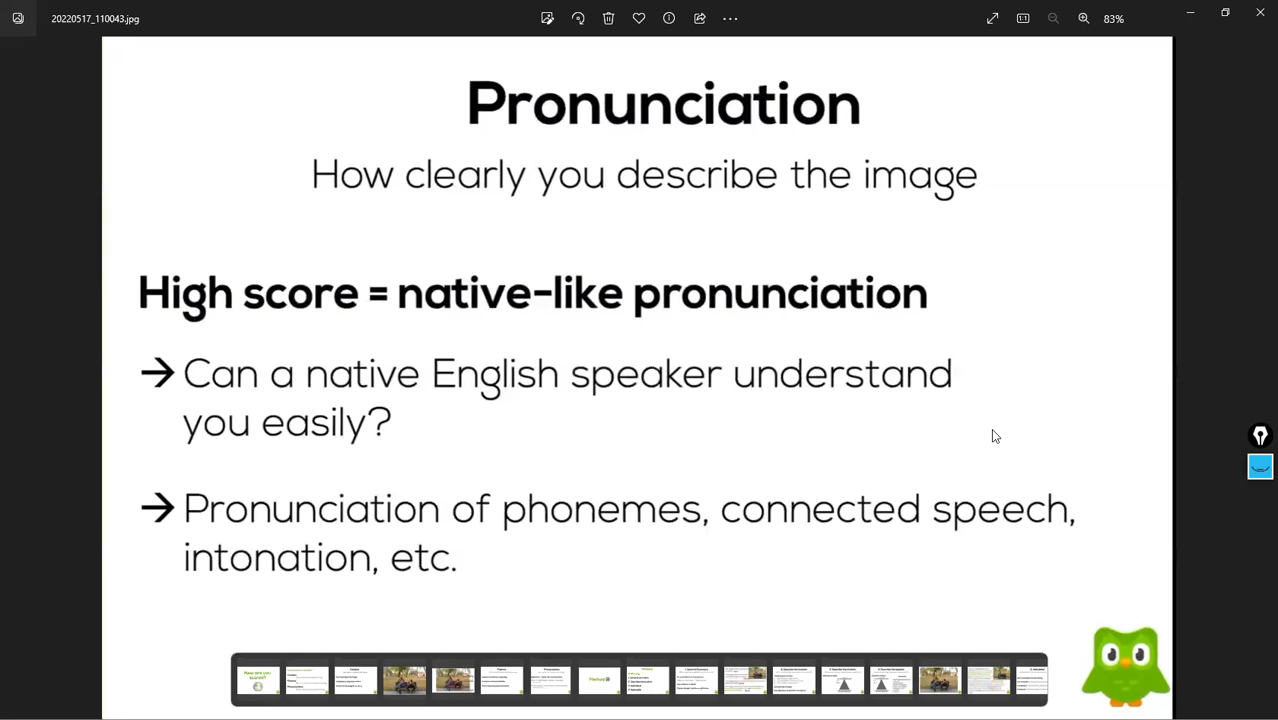 20220517_110043.jpg
83%
Pronunciation
How clearly you describe the image
High score = native-like pronunciation
→ Can a native English speaker understand
you easily?
→ Pronunciation of phonemes, connected speech,
intonation, etc.